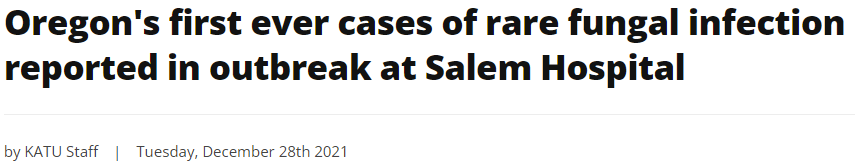 Oregon's first ever cases of rare fungal infection
reported in outbreak at Salem Hospital
by KATU Staff | Tuesday, December 28th 2021